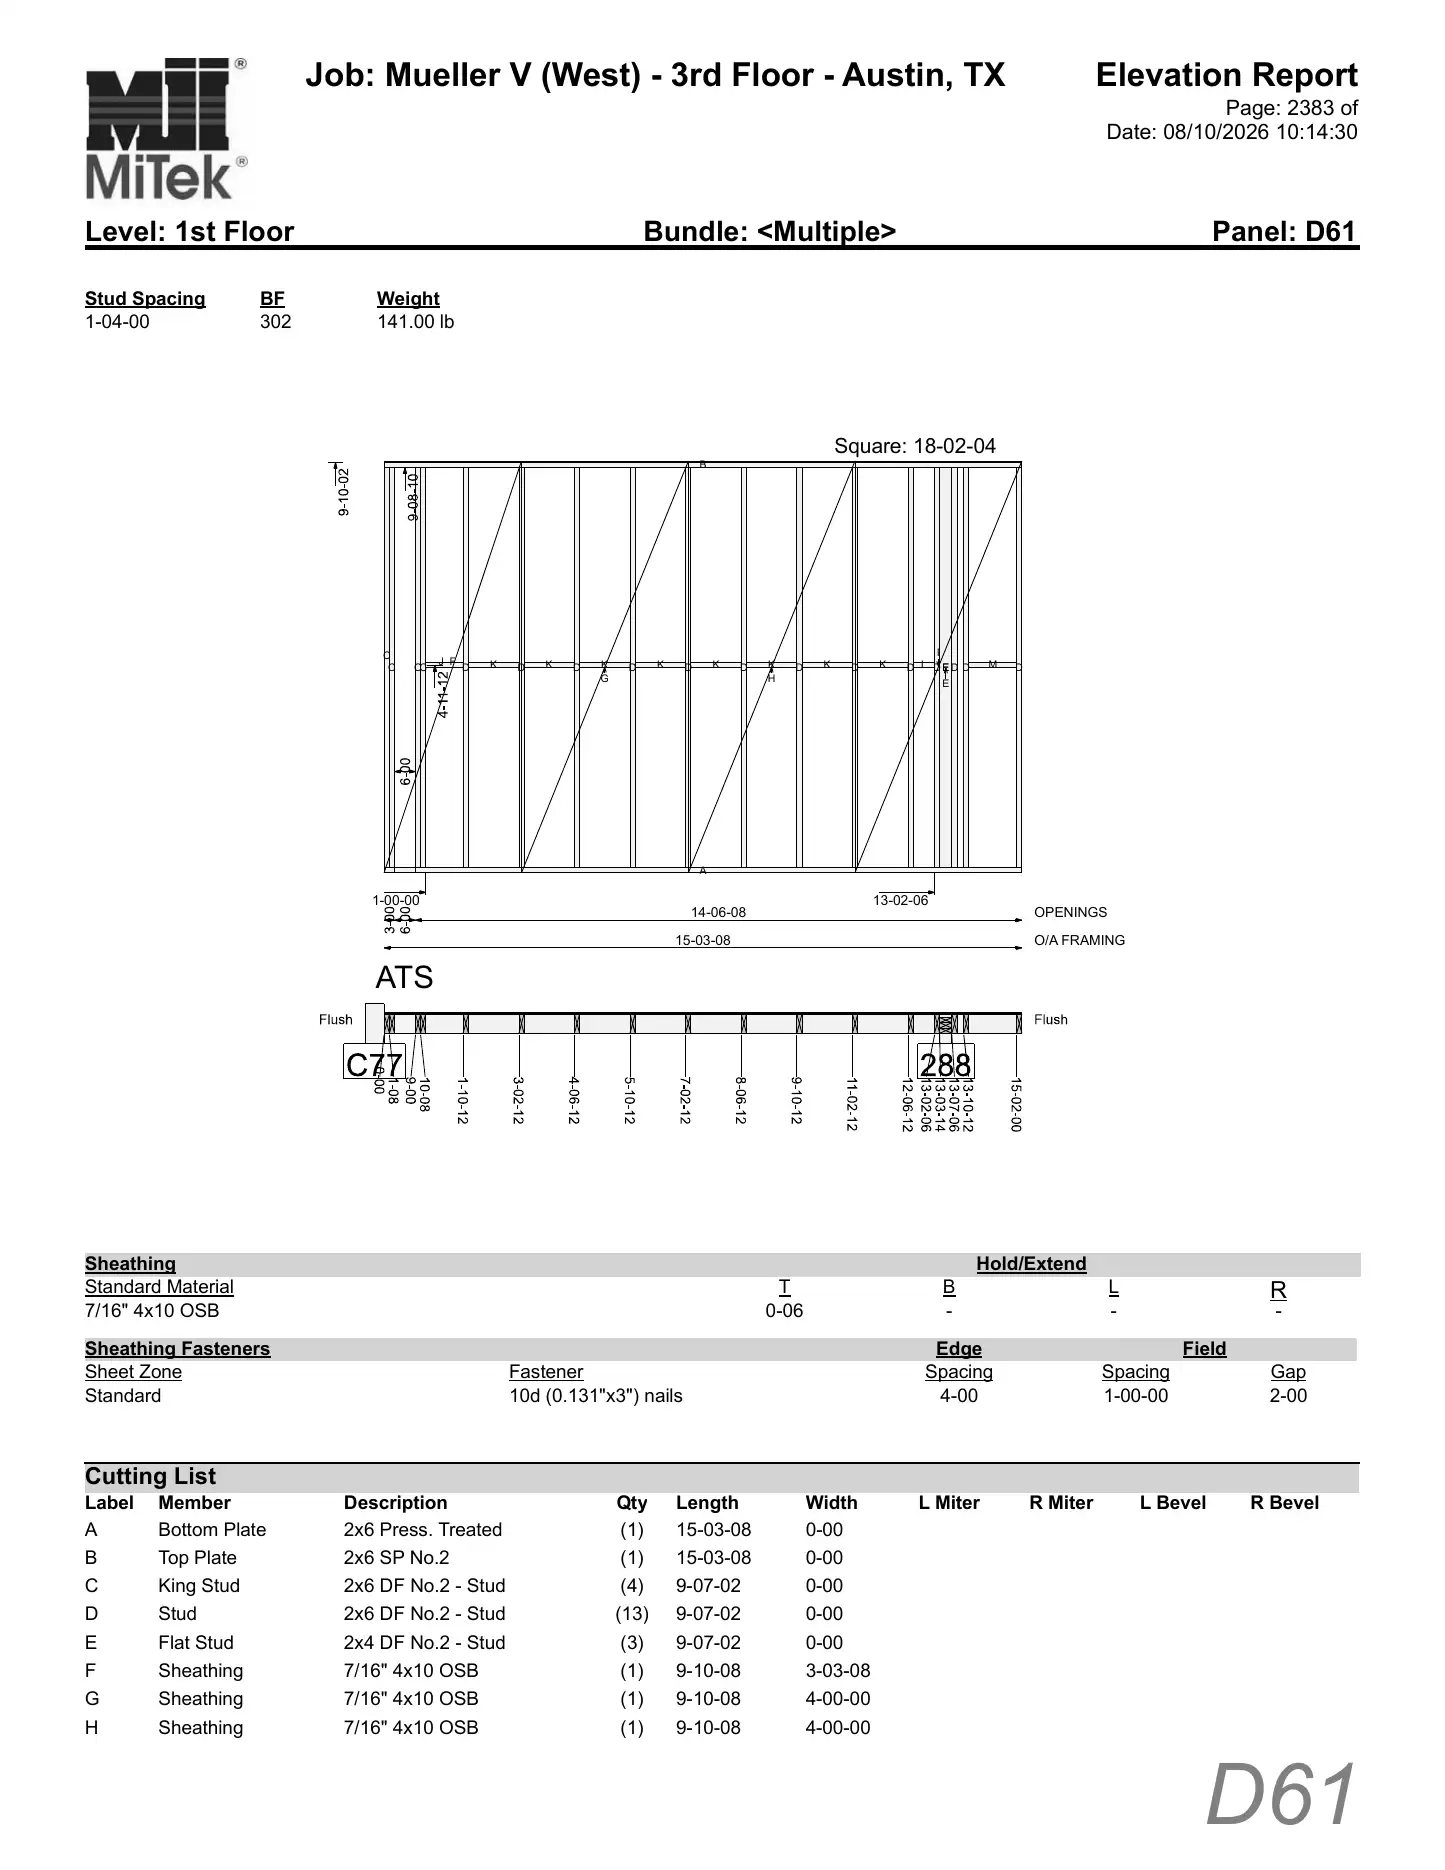 MiTek®
®
Job: Mueller V (West) - 3rd Floor - Austin, TX
Elevation Report
Page: 2383 of
Date: 08/10/2026 10:14:30
Level: 1st Floor Bundle: <Multiple> Panel: D61
Stud Spacing BF Weight
1-04-00 302 141.00 lb
Square: 18-02-04
B
9-10-02
9-08-10
C
L F K K K K K K K K I I M
G H E
4-11-12
6-00
A
1-00-00 13-02-06
3-00 6-00 14-06-08 OPENINGS
15-03-08 O/A FRAMING
ATS
Flush Flush
C77 288
0-00 1-08 9-00 10-08 1-10-12 3-02-12 4-06-12 5-10-12 7-02-12 8-06-12 9-10-12 11-02-12 12-06-12 13-02-06 13-03-14 13-07-06 13-10-12 15-02-00
Sheathing Hold/Extend
Standard Material T B L R
7/16" 4x10 OSB 0-06 - - -
Sheathing Fasteners Edge Field
Sheet Zone Fastener Spacing Spacing Gap
Standard 10d (0.131"x3") nails 4-00 1-00-00 2-00
Cutting List
Label Member Description Qty Length Width L Miter R Miter L Bevel R Bevel
A Bottom Plate 2x6 Press. Treated (1) 15-03-08 0-00
B Top Plate 2x6 SP No.2 (1) 15-03-08 0-00
C King Stud 2x6 DF No.2 - Stud (4) 9-07-02 0-00
D Stud 2x6 DF No.2 - Stud (13) 9-07-02 0-00
E Flat Stud 2x4 DF No.2 - Stud (3) 9-07-02 0-00
F Sheathing 7/16" 4x10 OSB (1) 9-10-08 3-03-08
G Sheathing 7/16" 4x10 OSB (1) 9-10-08 4-00-00
H Sheathing 7/16" 4x10 OSB (1) 9-10-08 4-00-00
D61